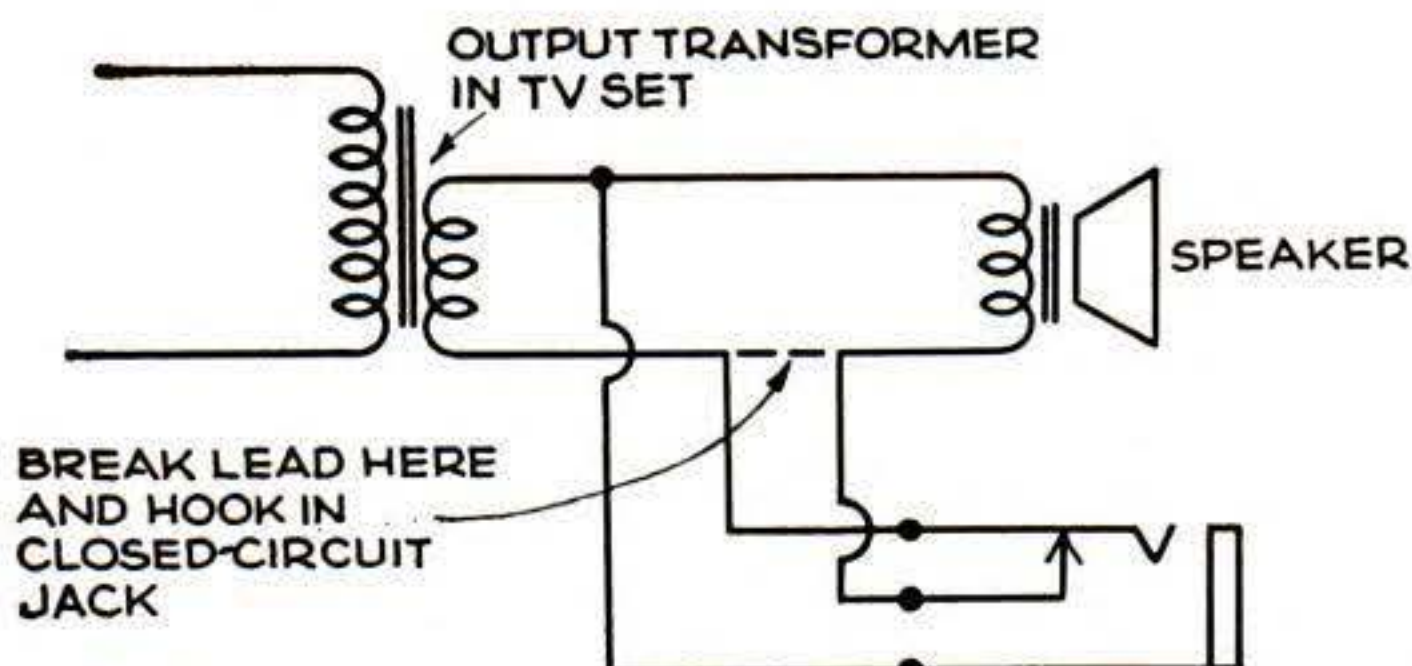 OUTPUT TRANSFORMER
IN TV SET
SPEAKER
BREAK LEAD HERE
AND HOOK IN
CLOSED-CIRCUIT
JACK